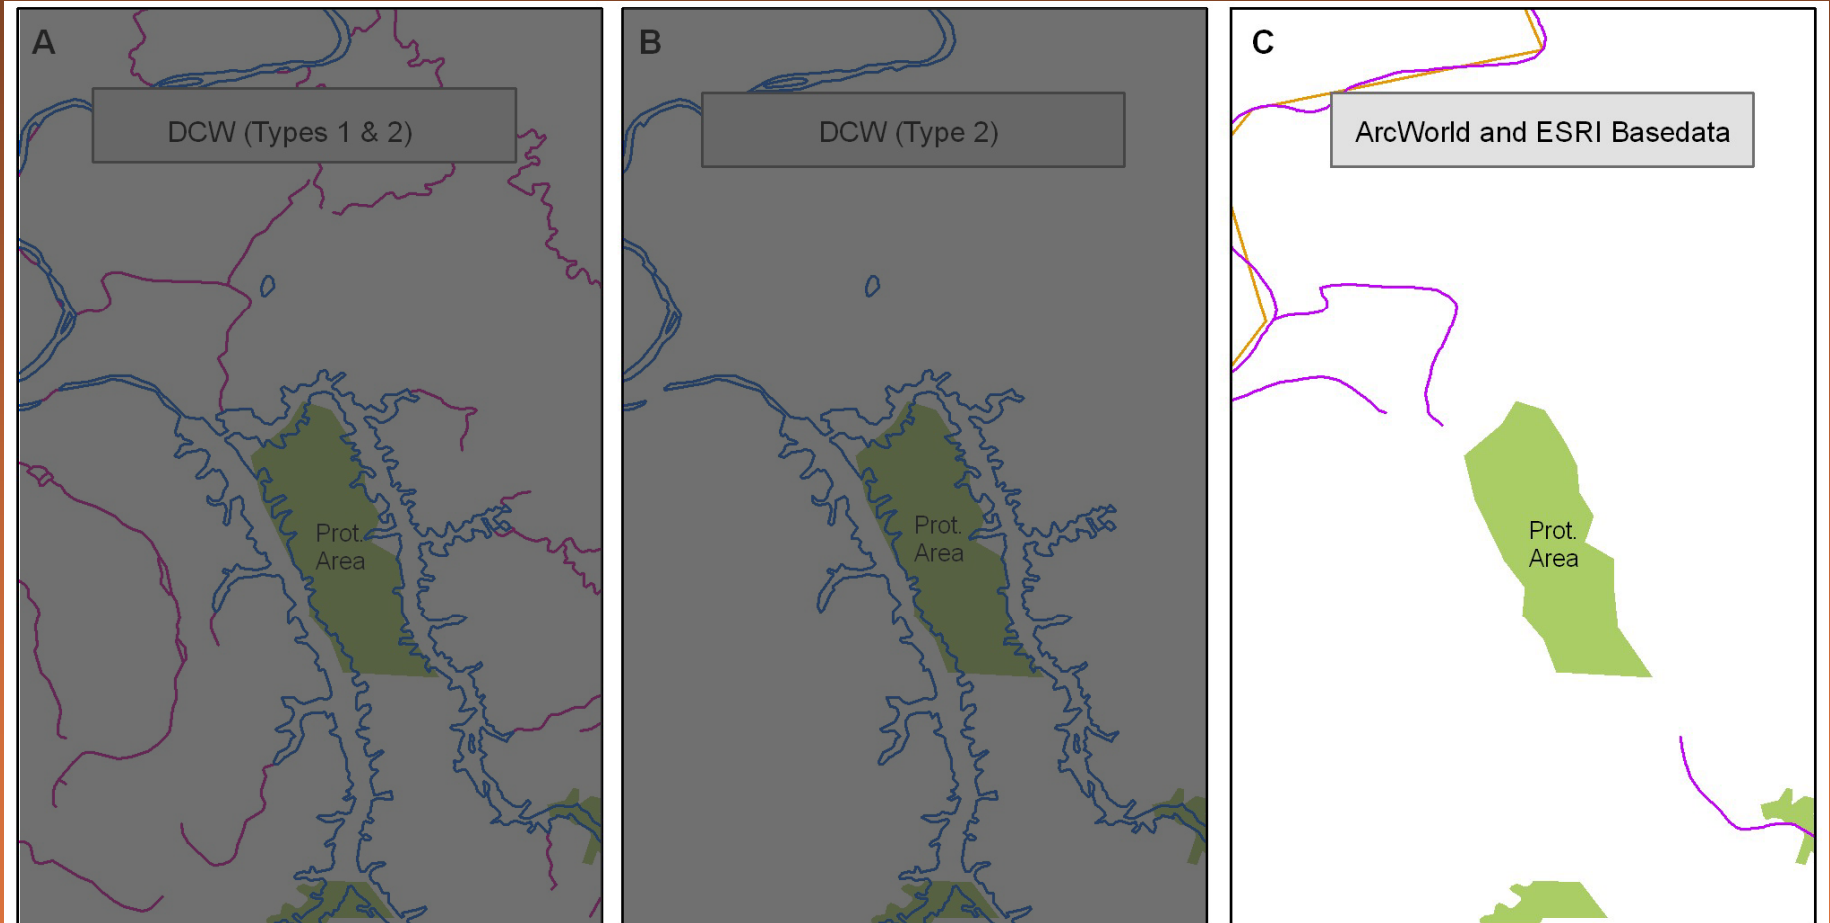 A
DCW (Types 1 & 2)
Prot.
Area
B
DCW (Type 2)
Prot.
Area
C
ArcWorld and ESRI Basedata
Prot.
Area